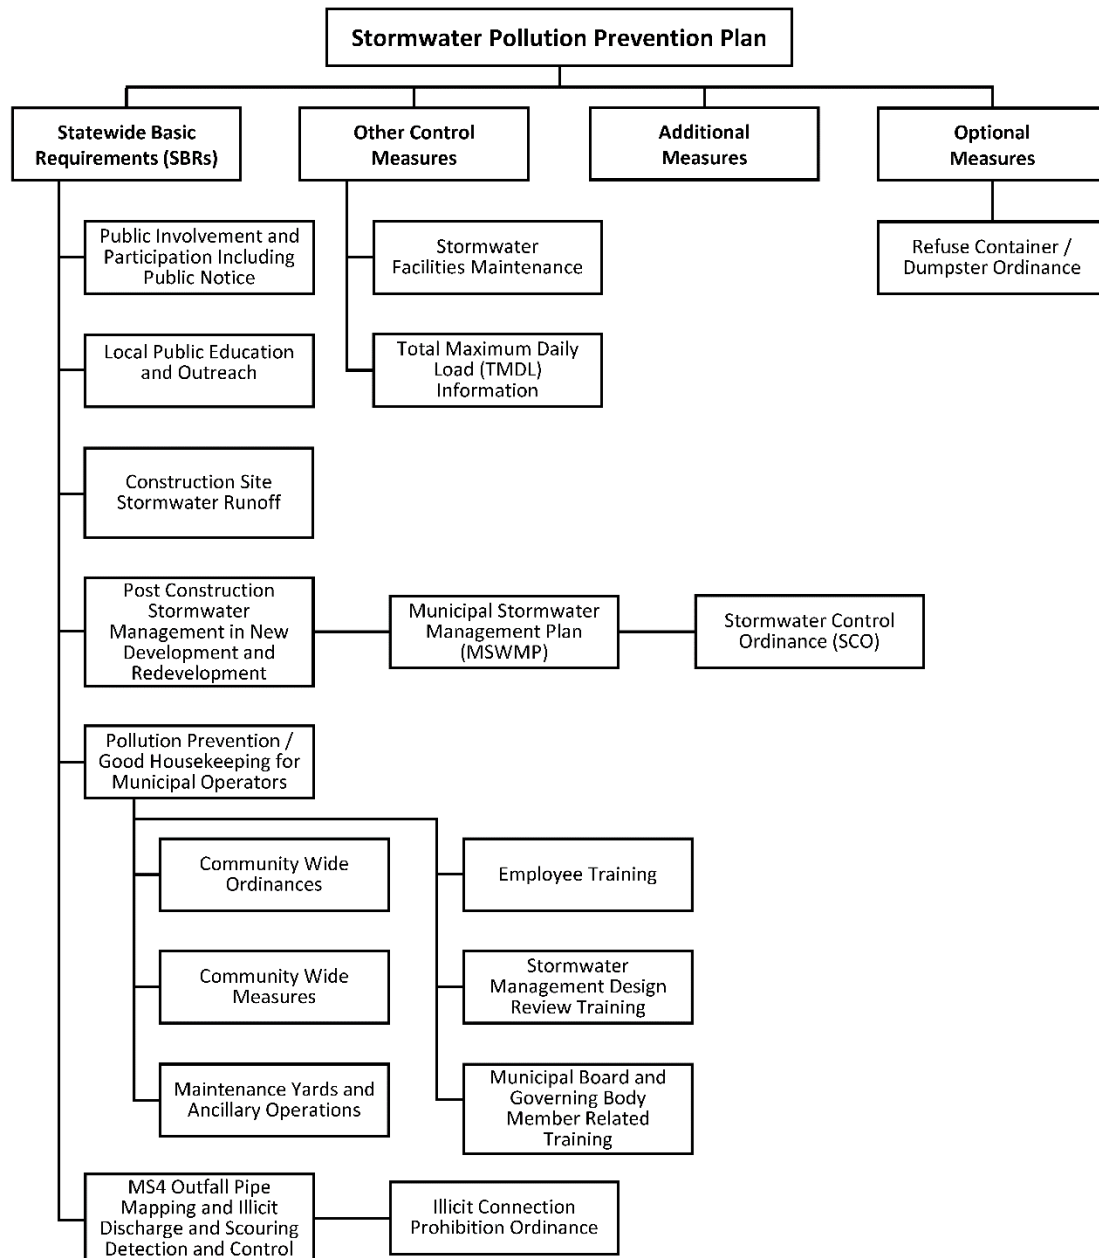 Stormwater Pollution Prevention Plan
Statewide Basic
Requirements (SBRs)
Other Control
Measures
Additional
Measures
Optional
Measures
Public Involvement and
Participation Including
Public Notice
Stormwater
Facilities Maintenance
Refuse Container /
Dumpster Ordinance
Local Public Education
and Outreach
Total Maximum Daily
Load (TMDL)
Information
Construction Site
Stormwater Runoff
Post Construction
Stormwater
Management in New
Development and
Redevelopment
Municipal Stormwater
Management Plan
(MSWMP)
Stormwater Control
Ordinance (SCO)
Pollution Prevention /
Good Housekeeping for
Municipal Operators
Community Wide
Ordinances
Employee Training
Community Wide
Measures
Stormwater
Management Design
Review Training
Maintenance Yards and
Ancillary Operations
Municipal Board and
Governing Body
Member Related
Training
MS4 Outfall Pipe
Mapping and Illicit
Discharge and Scouring
Detection and Control
Illicit Connection
Prohibition Ordinance